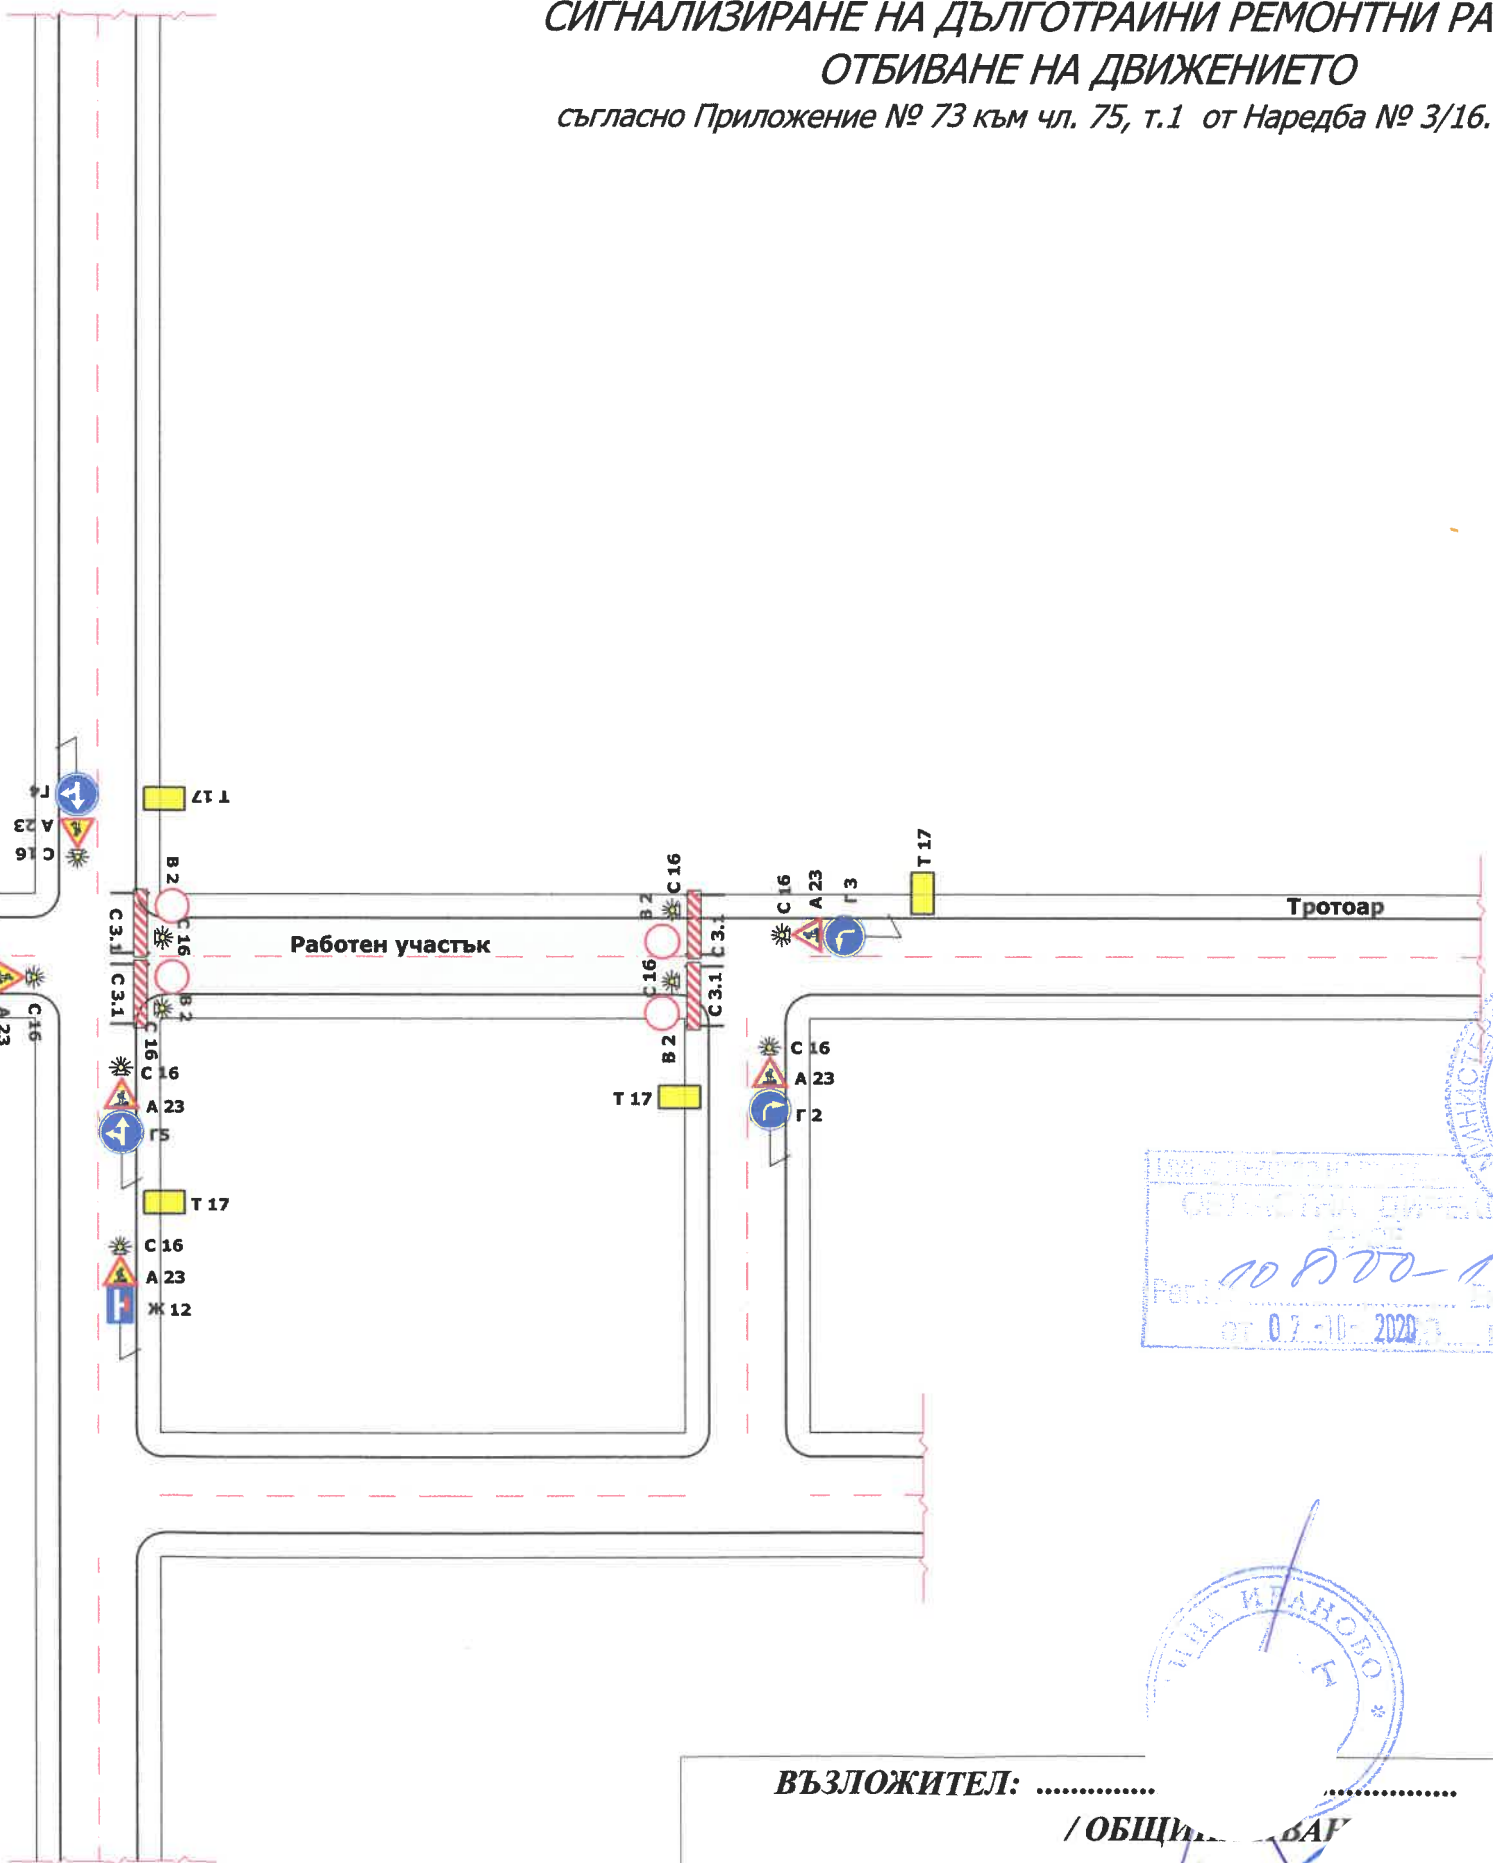 СИГНАЛИЗИРАНЕ НА ДЪЛГОТРАЙНИ РЕМОНТНИ РА
ОТБИВАНЕ НА ДВИЖЕНИЕТО
съгласно Приложение № 73 към чл. 75, т.1 от Наредба № 3/16.
Г4
А 23
С 16
Т 17
В 2
С 3.1
С 16
Работен участък
В 2
С 16
С 3.1
С 16
А 23
Г 3
Т 17
Тротоар
С 16
А 23
С 3.1
В 2
С 16
С 16
С 3.1
В 2
С 16
А 23
Г5
Т 17
С 16
А 23
Г 2
Т 17
С 16
А 23
Ж 12
2020
ИВАНОВО *
ВЪЗЛОЖИТЕЛ: ..............
..............